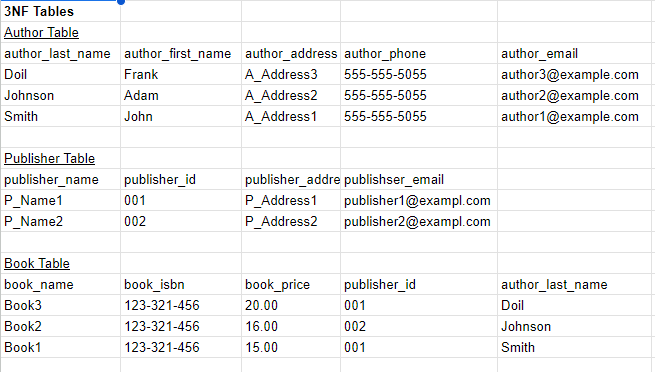 3NF Tables
Author Table
author_last_name author_first_name author_address author_phone author_email
Doil Frank A_Address3 555-555-5055 author3@example.com
Johnson Adam A_Address2 555-555-5055 author2@example.com
Smith John A_Address1 555-555-5055 author1@example.com
Publisher Table
publisher_name publisher_id publisher_addre publishser_email
P_Name1 001 P_Address1 publisher1@exampl.com
P_Name2 002 P_Address2 publisher2@exampl.com
Book Table
book_name book_isbn book_price publisher_id author_last_name
Book3 123-321-456 20.00 001 Doil
Book2 123-321-456 16.00 002 Johnson
Book1 123-321-456 15.00 001 Smith